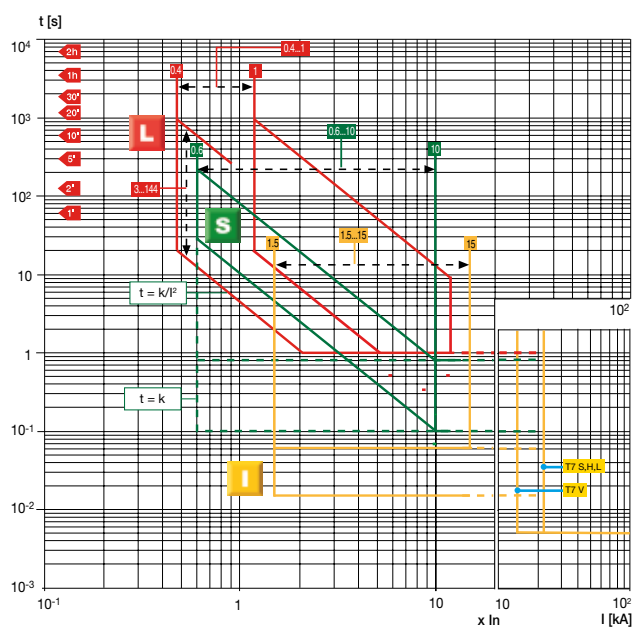 t [s]
10⁴
2h
1h
30'
20'
10³
10'
5'
10²
2'
1'
10
1
10⁻¹
10⁻²
10⁻³
0.4...1
0.4
1
L
0.6
0.6...10
10
3...144
S
1.5
1.5...15
15
t = k/I²
t = k
I
10²
T7 S,H,L
T7 V
10⁻¹
1
10
10
10²
x In
I [kA]